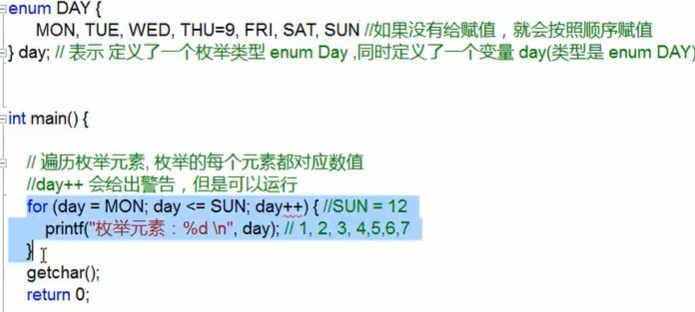 enum DAY {
MON, TUE, WED, THU=9, FRI, SAT, SUN //如果没有给赋值，就会按照顺序赋值
} day; // 表示 定义了一个枚举类型 enum Day ,同时定义了一个变量 day(类型是 enum DAY)
int main() {
// 遍历枚举元素, 枚举的每个元素都对应数值
//day++ 会给出警告，但是可以运行
for (day = MON; day <= SUN; day++) { //SUN = 12
printf("枚举元素：%d \n", day); // 1, 2, 3, 4,5,6,7
}
getchar();
return 0;